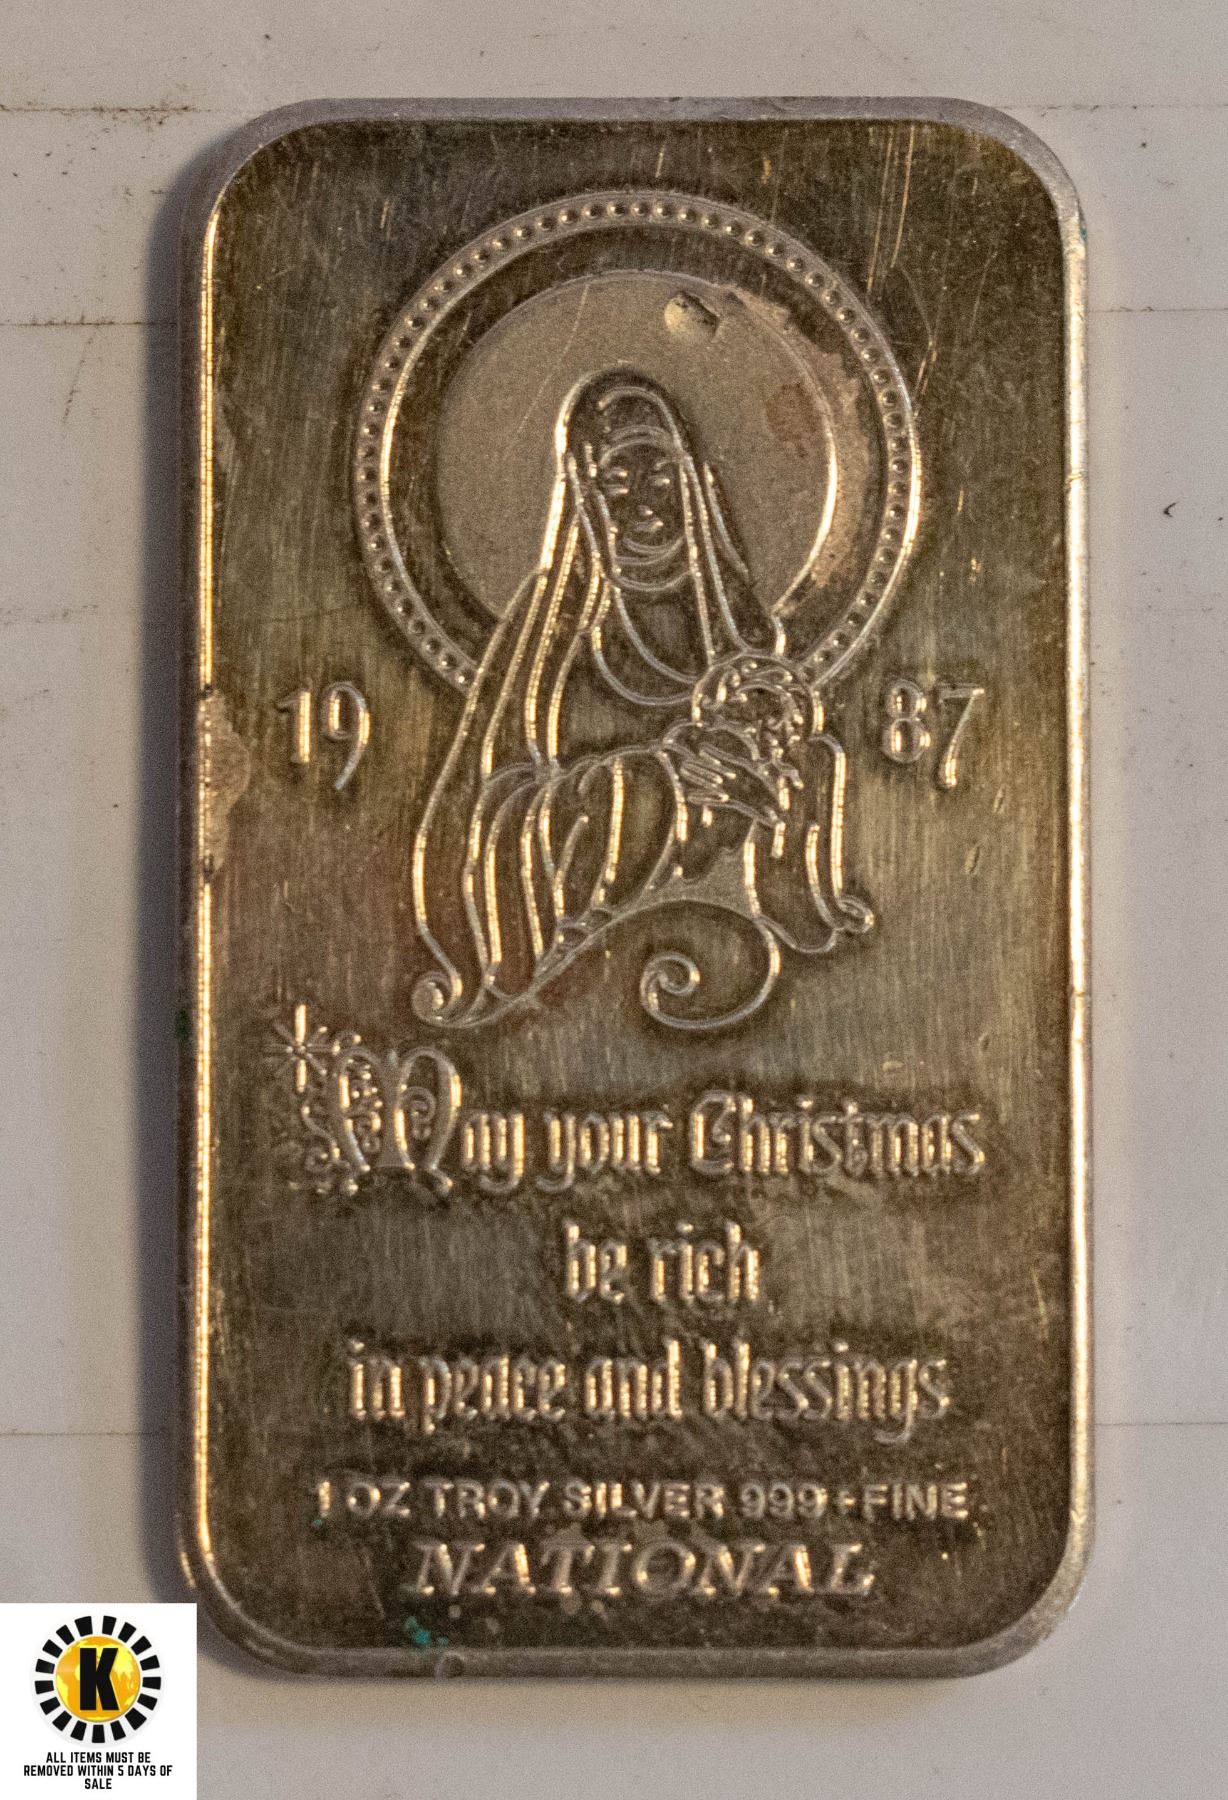 19 87
May your Christmas
be rich
in peace and blessings
1 OZ TROY SILVER 999+FINE
NATIONAL
K
ALL ITEMS MUST BE
REMOVED WITHIN 5 DAYS OF
SALE